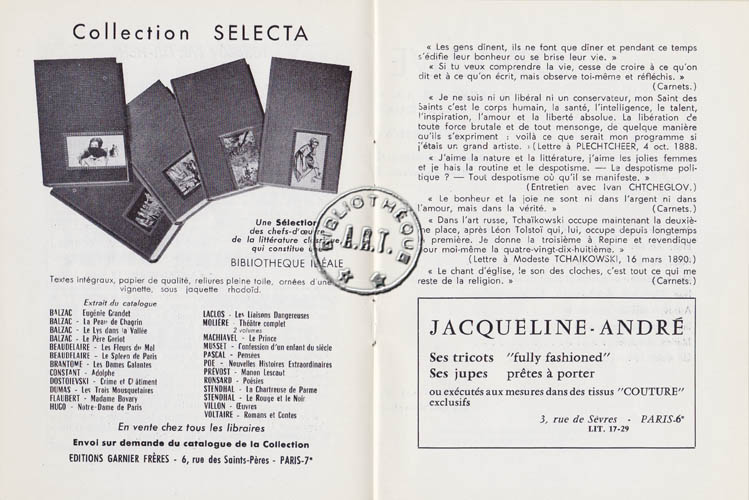 Collection SELECTA
Une Sélection
des chefs-d'œuvre
de la littérature classique,
qui constitue une
BIBLIOTHEQUE IDÉALE
Textes intégraux, papier de qualité, reliures pleine toile, ornées d'une
vignette, sous jaquette rhodoïd.
Extrait du catalogue
BALZAC Eugénie Grandet
BALZAC - La Peau de Chagrin
BALZAC - Le Lys dans la Vallée
BALZAC - Le Père Goriot
BEAUDELAIRE - Les Fleurs du Mal
BEAUDELAIRE - Le Spleen de Paris
BRANTOME - Les Dames Galantes
CONSTANT - Adolphe
DOSTOIEVSKI - Crime et Châtiment
DUMAS - Les Trois Mousquetaires
FLAUBERT - Madame Bovary
HUGO - Notre-Dame de Paris
LACLOS - Les Liaisons Dangereuses
MOLIÈRE - Théâtre complet
2 volumes
MACHIAVEL - Le Prince
MUSSET - Confession d'un enfant du siècle
PASCAL - Pensées
POE - Nouvelles Histoires Extraordinaires
PRÉVOST - Manon Lescaut
RONSARD - Poésies
STENDHAL - La Chartreuse de Parme
STENDHAL - Le Rouge et le Noir
VILLON - Œuvres
VOLTAIRE - Romans et Contes
En vente chez tous les libraires
Envoi sur demande du catalogue de la Collection
EDITIONS GARNIER FRÈRES - 6, rue des Saints-Pères - PARIS-7e
BIBLIOTHÈQUE
A.R.T.
« Les gens dînent, ils ne font que dîner et pendant ce temps
s'édifie leur bonheur ou se brise leur vie. »
« Si tu veux comprendre la vie, cesse de croire à ce qu'on
dit et à ce qu'on écrit, mais observe toi-même et réfléchis. »
(Carnets.)
« Je ne suis ni un libéral ni un conservateur, mon Saint des
Saints c'est le corps humain, la santé, l'intelligence, le talent,
l'inspiration, l'amour et la liberté absolue. La libération de
toute force brutale et de tout mensonge, de quelque manière
qu'ils s'expriment : voilà ce que serait mon programme si
j'étais un grand artiste. » (Lettre à PLECHTCHEER, 4 oct. 1888.
« J'aime la nature et la littérature, j'aime les jolies femmes
et je hais la routine et le despotisme. — Le despotisme poli-
tique ? — Tout despotisme où qu'il se manifeste. »
(Entretien avec Ivan CHTCHEGLOV.)
« Le bonheur et la joie ne sont ni dans l'argent ni dans
l'amour, mais dans la vérité. » (Carnets.)
« Dans l'art russe, Tchaïkowski occupe maintenant la deuxiè-
me place, après Léon Tolstoï qui, lui, occupe depuis longtemps
la première. Je donne la troisième à Repine et revendique
pour moi-même la quatre-vingt-dix-huitième. »
(Lettre à Modeste TCHAIKOWSKI, 16 mars 1890.)
« Le chant d'église, le son des cloches, c'est tout ce qui me
reste de la religion. » (Carnets.)
JACQUELINE-ANDRÉ
Ses tricots "fully fashioned"
Ses jupes prêtes à porter
ou exécutés aux mesures dans des tissus "COUTURE"
exclusifs
3, rue de Sèvres - PARIS-6e
LIT. 17-29